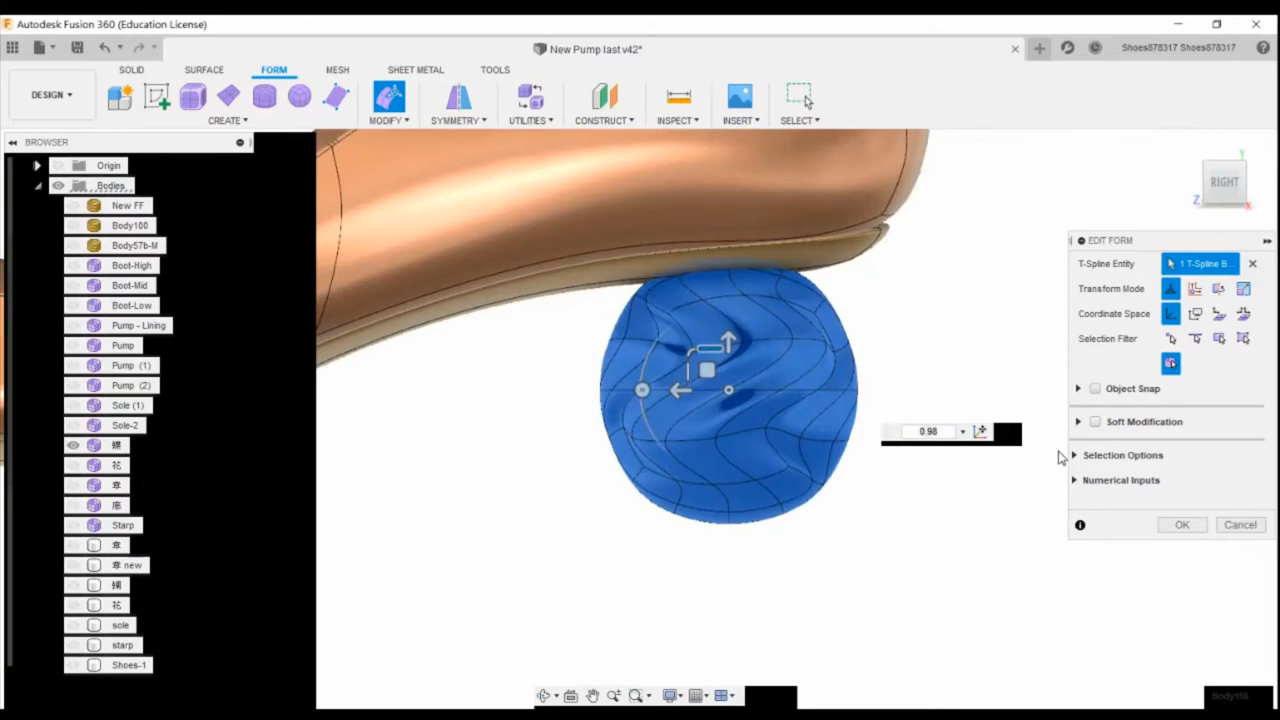 Autodesk Fusion 360 (Education License)
New Pump last v42*
Shoes878317 Shoes878317
SOLID SURFACE FORM MESH SHEET METAL TOOLS
DESIGN
CREATE MODIFY SYMMETRY UTILITIES CONSTRUCT INSPECT INSERT SELECT
BROWSER
Origin
Bodies
New FF
Body100
Body57b-M
Boot-High
Boot-Mid
Boot-Low
Pump - Lining
Pump
Pump (1)
Pump (2)
Sole (1)
Sole-2
花
章
底
Starp
章
章 new
花
sole
starp
Shoes-1
Y
RIGHT
Z
X
EDIT FORM
T-Spline Entity 1 T-Spline B...
Transform Mode
Coordinate Space
Selection Filter
Object Snap
Soft Modification
Selection Options
Numerical Inputs
OK Cancel
0.98
Body116